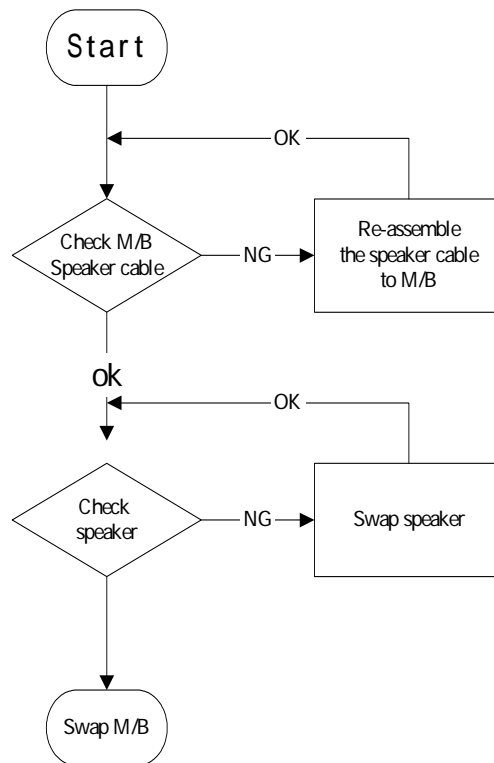 Start
OK
Check M/B
Speaker cable
NG
Re-assemble
the speaker cable
to M/B
ok
OK
Check
speaker
NG
Swap speaker
Swap M/B